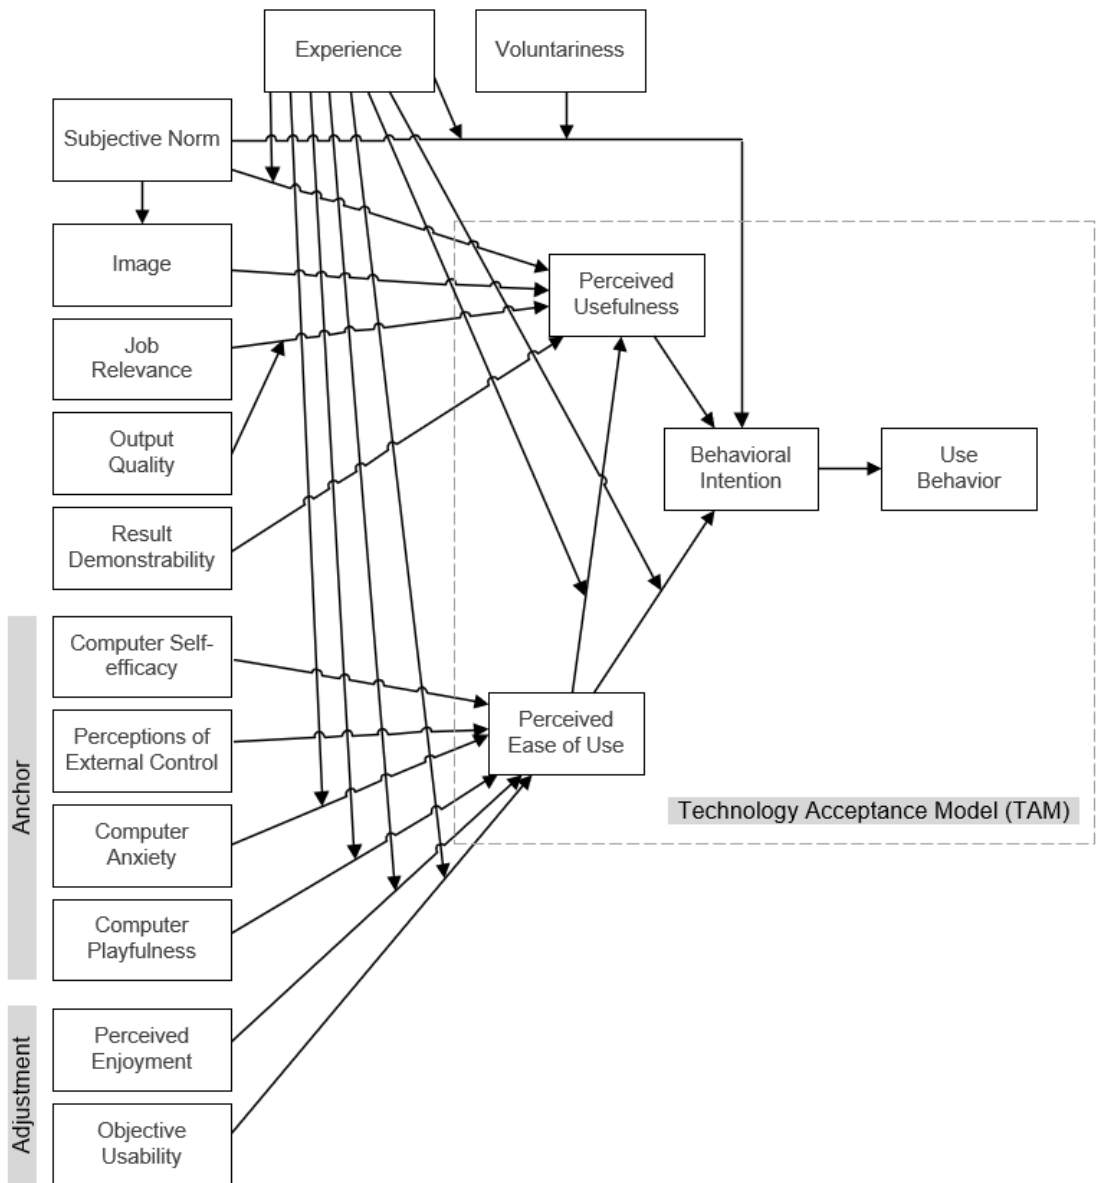 Experience
Voluntariness
Subjective Norm
Image
Perceived
Usefulness
Job
Relevance
Output
Quality
Behavioral
Intention
Use
Behavior
Result
Demonstrability
Anchor
Computer Self-
efficacy
Perceptions of
External Control
Perceived
Ease of Use
Technology Acceptance Model (TAM)
Computer
Anxiety
Computer
Playfulness
Adjustment
Perceived
Enjoyment
Objective
Usability